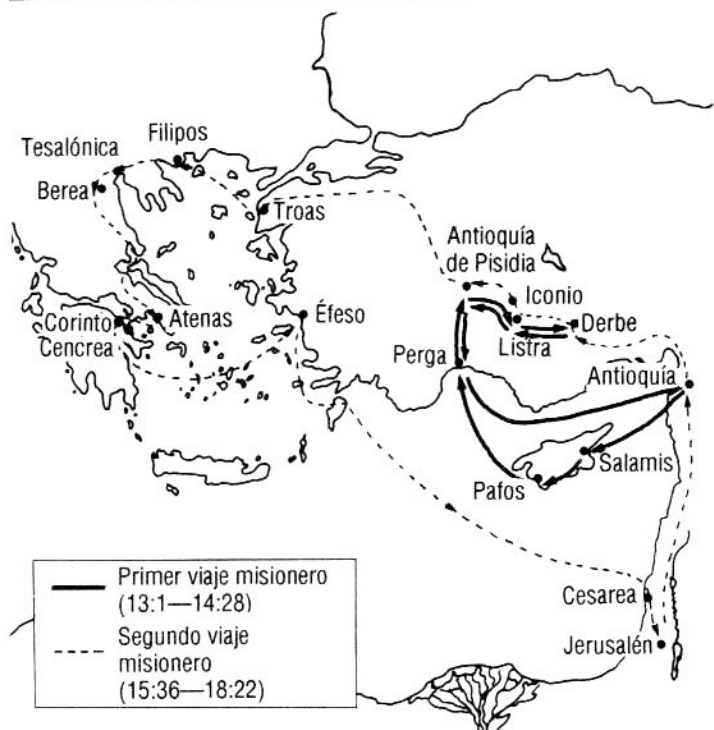 Filipos
Tesalónica
Berea
Troas
Antioquía
de Pisidia
Iconio
Éfeso
Atenas
Corinto
Cencrea
Derbe
Listra
Perga
Antioquía
Salamis
Pafos
Primer viaje misionero
(13:1—14:28)
Segundo viaje
misionero
(15:36—18:22)
Cesarea
Jerusalén